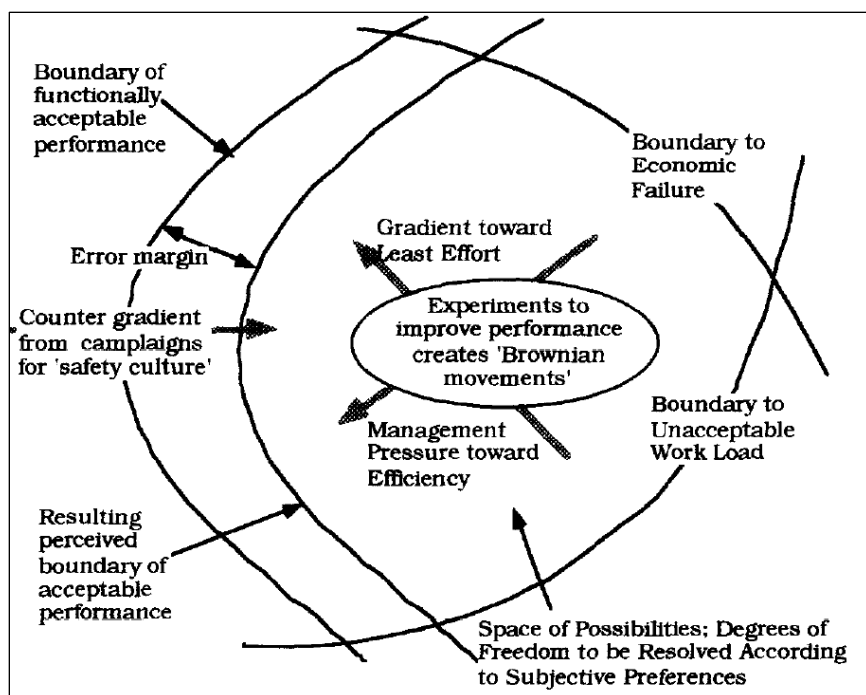 Boundary of
functionally
acceptable
performance
Boundary to
Economic
Failure
Gradient toward
Least Effort
Error margin
Experiments to
improve performance
creates 'Brownian
movements'
Counter gradient
from camplaigns
for 'safety culture'
Management
Pressure toward
Efficiency
Boundary to
Unacceptable
Work Load
Resulting
perceived
boundary of
acceptable
performance
Space of Possibilities; Degrees of
Freedom to be Resolved According
to Subjective Preferences